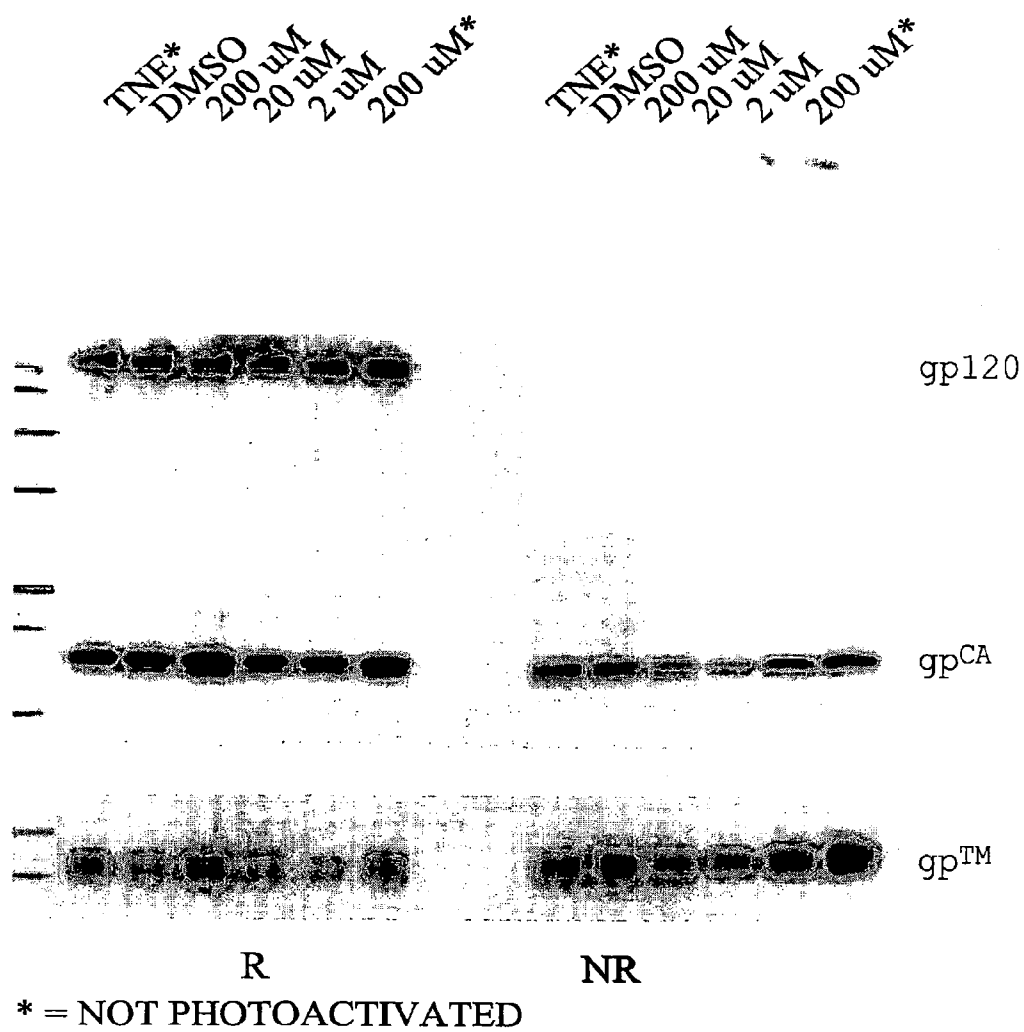 TNE*
DMSO
200 uM
20 uM
2 uM
200 uM*
TNE*
DMSO
200 uM
20 uM
2 uM
200 uM*
gp120
gpCA
gpTM
R
NR
* = NOT PHOTOACTIVATED